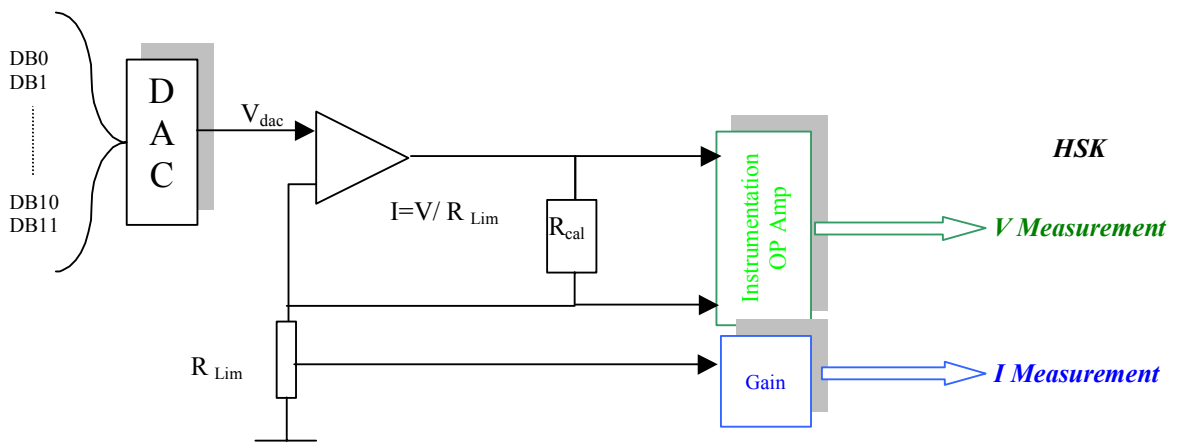 DB0
DB1
DB10
DB11
D
A
C
Vdac
I=V/ R Lim
Rcal
R Lim
Instrumentation
OP Amp
Gain
HSK
V Measurement
I Measurement